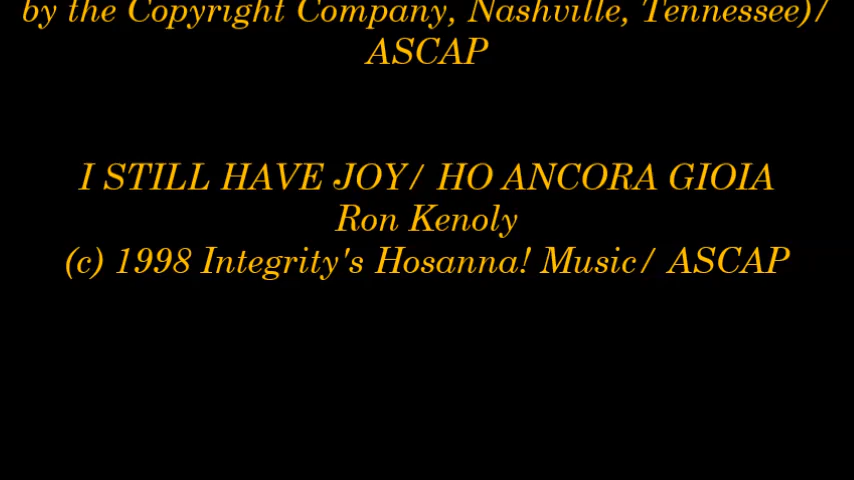 by the Copyright Company, Nashville, Tennessee)/
ASCAP
I STILL HAVE JOY/ HO ANCORA GIOIA
Ron Kenoly
(c) 1998 Integrity's Hosanna! Music/ ASCAP